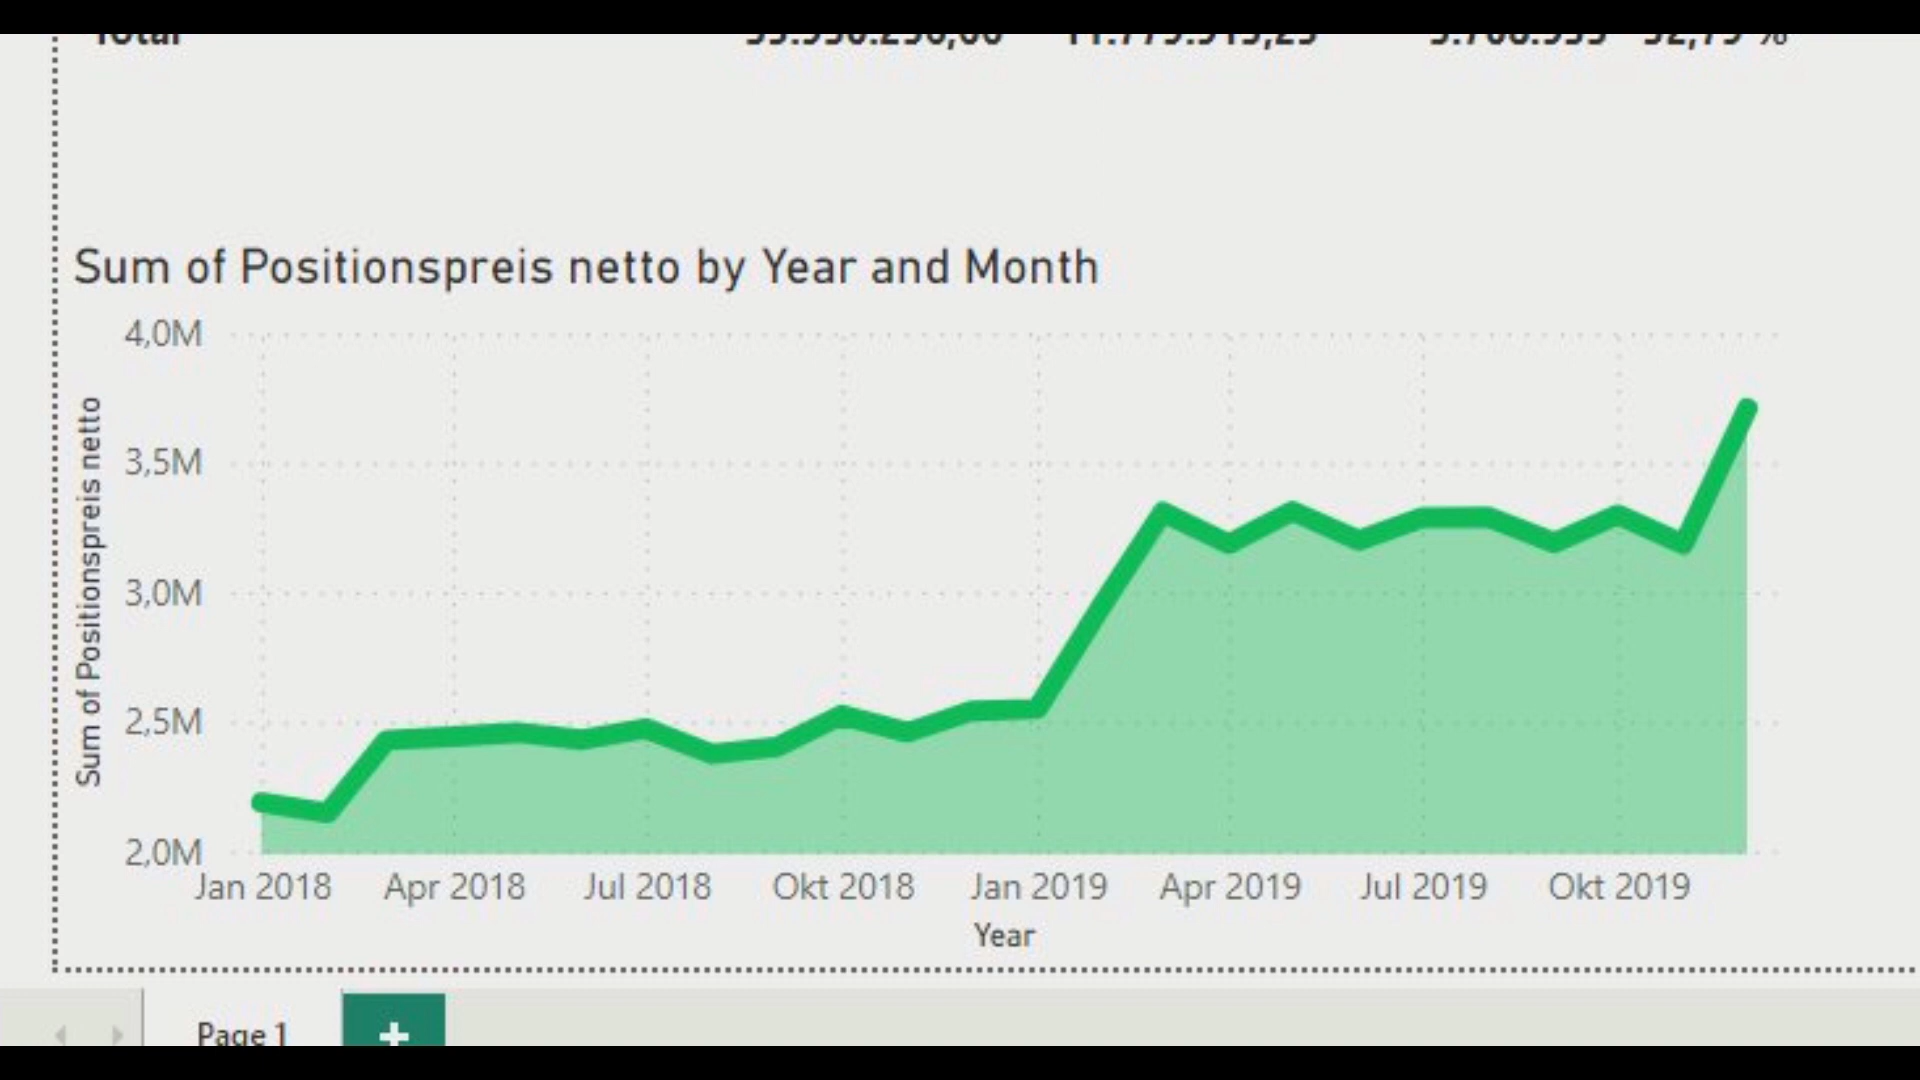 Total
Sum of Positionspreis netto by Year and Month
4,0M
3,5M
3,0M
2,5M
2,0M
Sum of Positionspreis netto
Jan 2018 Apr 2018 Jul 2018 Okt 2018 Jan 2019 Apr 2019 Jul 2019 Okt 2019
Year
Page 1
+